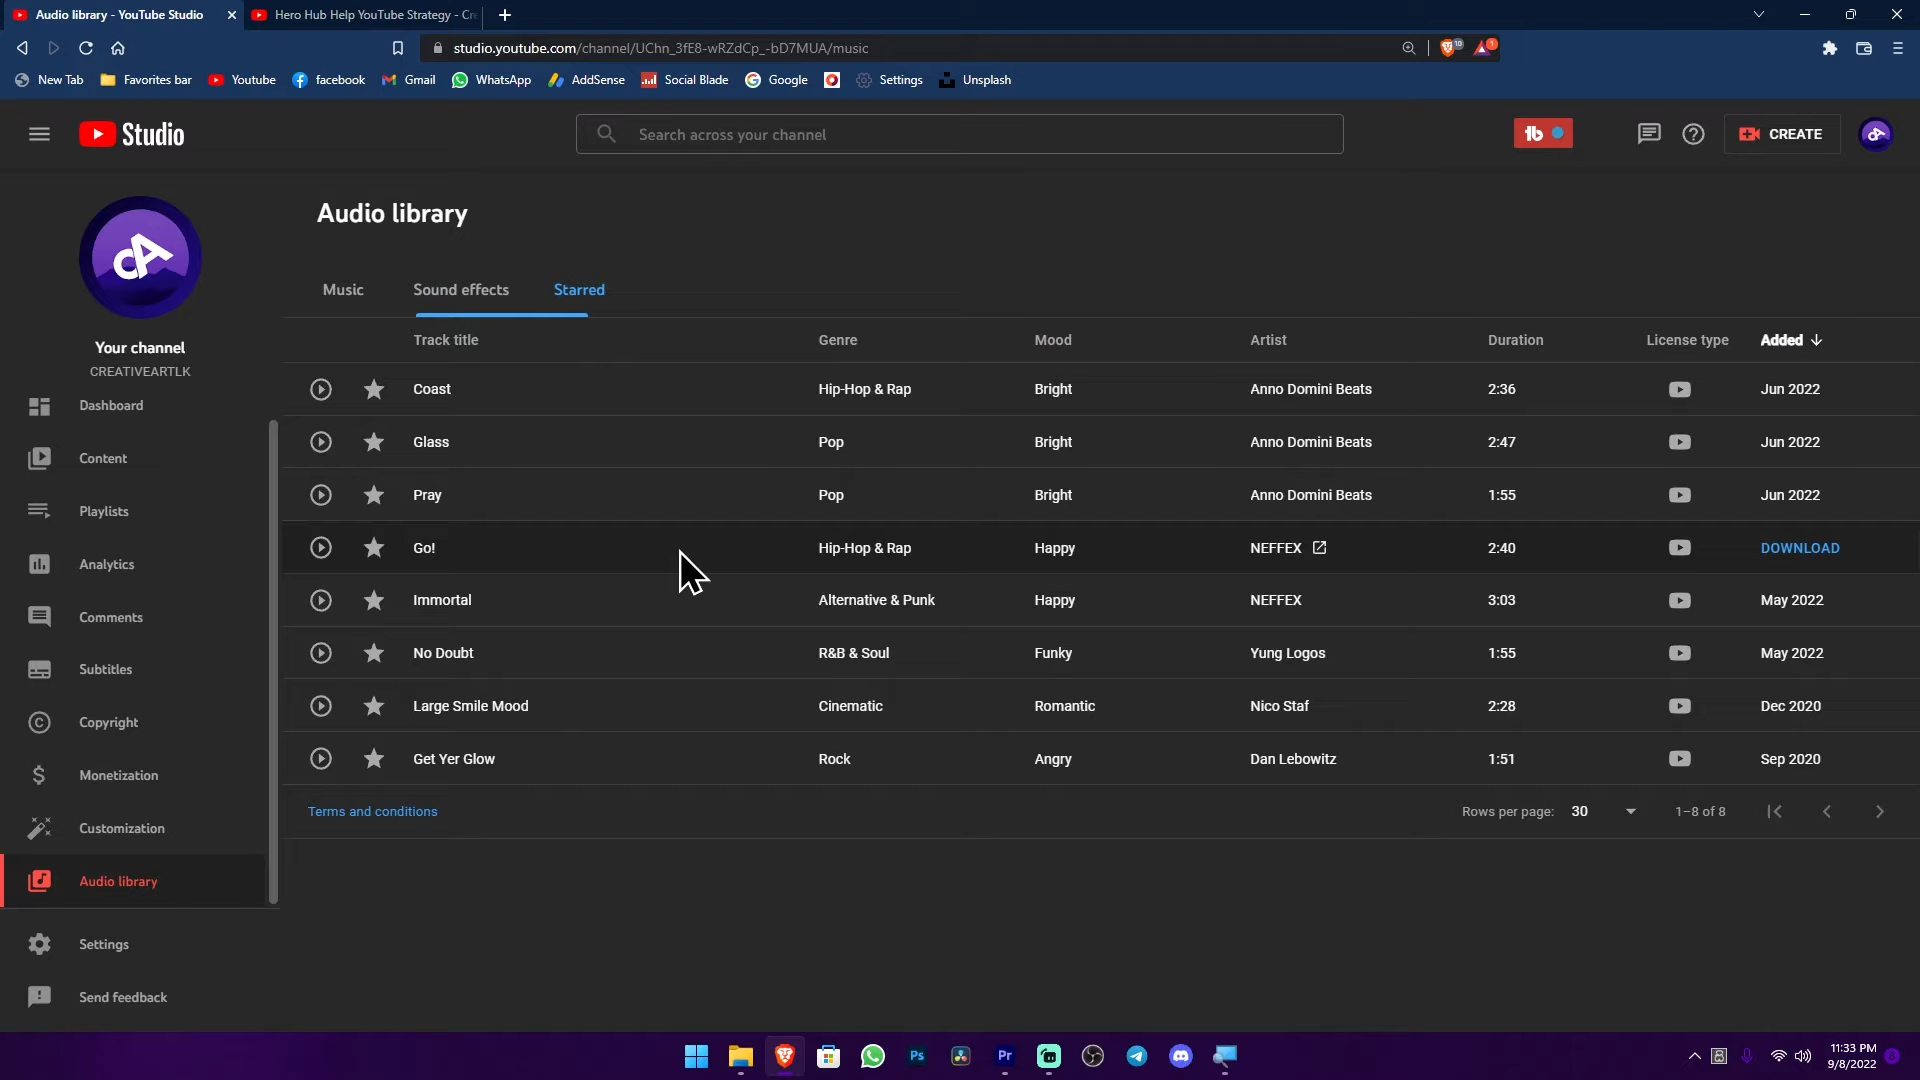 Audio library - YouTube Studio
Hero Hub Help YouTube Strategy - Cr
studio.youtube.com/channel/UChn_3fE8-wRZdCp_-bD7MUA/music
10
1
New Tab
Favorites bar
Youtube
facebook
Gmail
WhatsApp
AddSense
Social Blade
Google
Settings
Unsplash
Studio
Search across your channel
tb
CREATE
Your channel
CREATIVEARTLK
Dashboard
Content
Playlists
Analytics
Comments
Subtitles
Copyright
Monetization
Customization
Audio library
Settings
Send feedback
Audio library
Music Sound effects Starred
Track title Genre Mood Artist Duration License type Added
Coast Hip-Hop & Rap Bright Anno Domini Beats 2:36 Jun 2022
Glass Pop Bright Anno Domini Beats 2:47 Jun 2022
Pray Pop Bright Anno Domini Beats 1:55 Jun 2022
Go! Hip-Hop & Rap Happy NEFFEX 2:40 DOWNLOAD
Immortal Alternative & Punk Happy NEFFEX 3:03 May 2022
No Doubt R&B & Soul Funky Yung Logos 1:55 May 2022
Large Smile Mood Cinematic Romantic Nico Staf 2:28 Dec 2020
Get Yer Glow Rock Angry Dan Lebowitz 1:51 Sep 2020
Terms and conditions Rows per page: 30 1–8 of 8
Ps
Pr
11:33 PM
9/8/2022
8